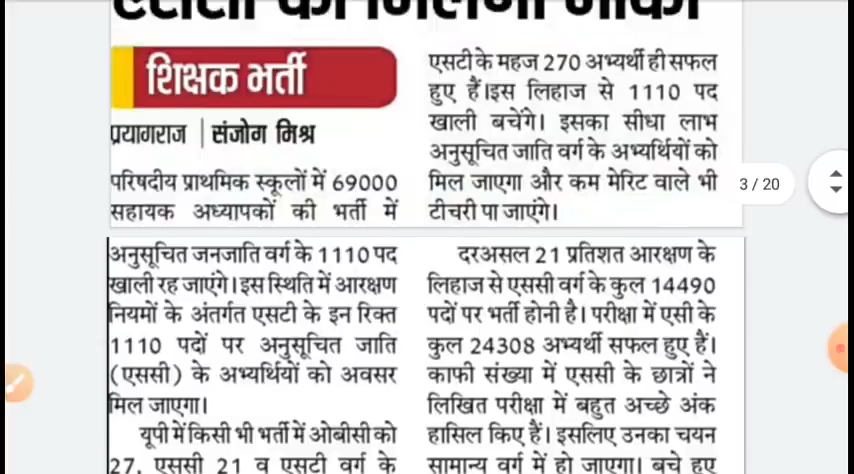 शिक्षक भर्ती
प्रयागराज | संजोग मिश्र
परिषदीय प्राथमिक स्कूलों में 69000
सहायक अध्यापकों की भर्ती में
अनुसूचित जनजाति वर्ग के 1110 पद
खाली रह जाएंगे। इस स्थिति में आरक्षण
नियमों के अंतर्गत एसटी के इन रिक्त
1110 पदों पर अनुसूचित जाति
(एससी) के अभ्यर्थियों को अवसर
मिल जाएगा।
यूपी में किसी भी भर्ती में ओबीसी को
27, एससी 21 व एसटी वर्ग के
एसटी के महज 270 अभ्यर्थी ही सफल
हुए हैं। इस लिहाज से 1110 पद
खाली बचेंगे। इसका सीधा लाभ
अनुसूचित जाति वर्ग के अभ्यर्थियों को
मिल जाएगा और कम मेरिट वाले भी
टीचरी पा जाएंगे।
दरअसल 21 प्रतिशत आरक्षण के
लिहाज से एससी वर्ग के कुल 14490
पदों पर भर्ती होनी है। परीक्षा में एसी के
कुल 24308 अभ्यर्थी सफल हुए हैं।
काफी संख्या में एससी के छात्रों ने
लिखित परीक्षा में बहुत अच्छे अंक
हासिल किए हैं। इसलिए उनका चयन
सामान्य वर्ग में हो जाएगा। बचे हुए
3 / 20